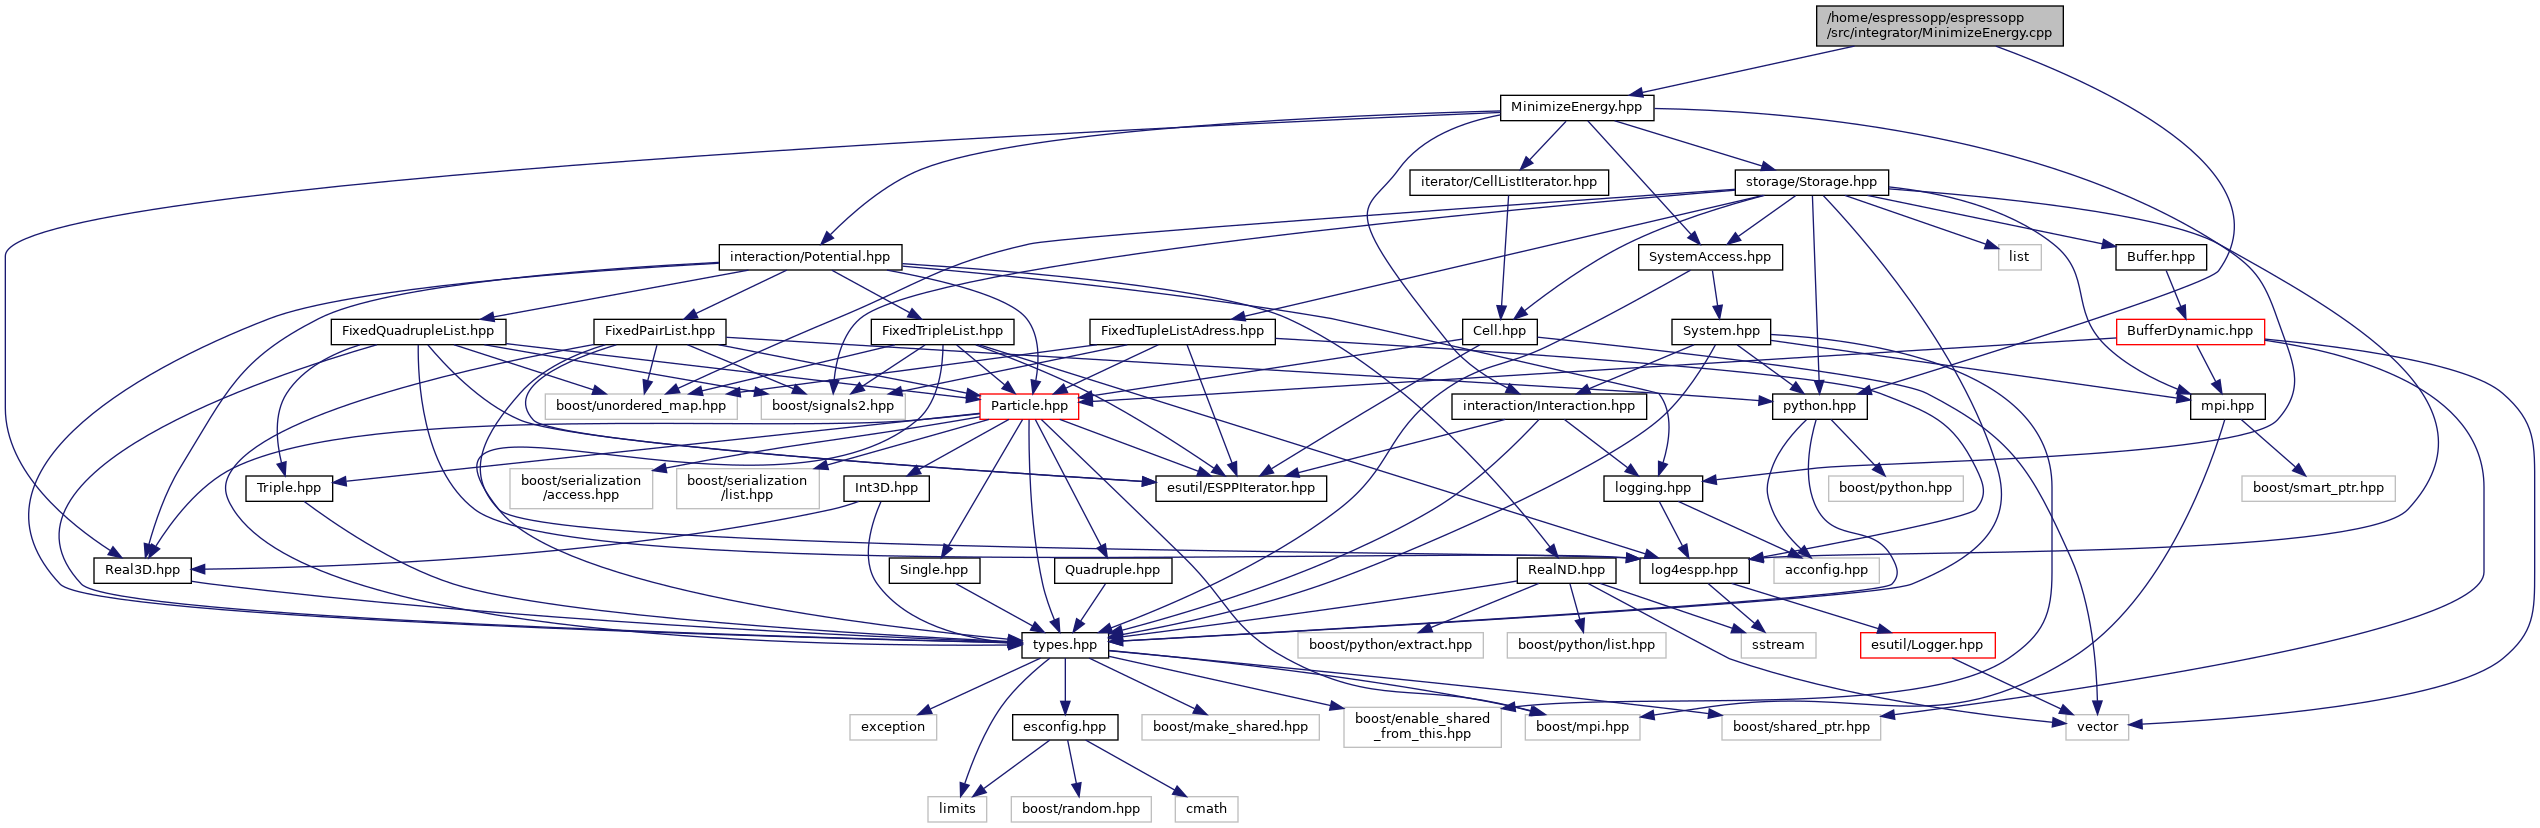 /home/espressopp/espressopp
/src/integrator/MinimizeEnergy.cpp
MinimizeEnergy.hpp
iterator/CellListIterator.hpp
storage/Storage.hpp
interaction/Potential.hpp
SystemAccess.hpp
list
Buffer.hpp
FixedQuadrupleList.hpp
FixedPairList.hpp
FixedTripleList.hpp
FixedTupleListAdress.hpp
Cell.hpp
System.hpp
BufferDynamic.hpp
boost/unordered_map.hpp
boost/signals2.hpp
Particle.hpp
interaction/Interaction.hpp
python.hpp
mpi.hpp
Triple.hpp
boost/serialization
/access.hpp
boost/serialization
/list.hpp
Int3D.hpp
esutil/ESPPIterator.hpp
logging.hpp
boost/python.hpp
boost/smart_ptr.hpp
Real3D.hpp
Single.hpp
Quadruple.hpp
RealND.hpp
log4espp.hpp
acconfig.hpp
types.hpp
boost/python/extract.hpp
boost/python/list.hpp
sstream
esutil/Logger.hpp
exception
esconfig.hpp
boost/make_shared.hpp
boost/enable_shared
_from_this.hpp
boost/mpi.hpp
boost/shared_ptr.hpp
vector
limits
boost/random.hpp
cmath